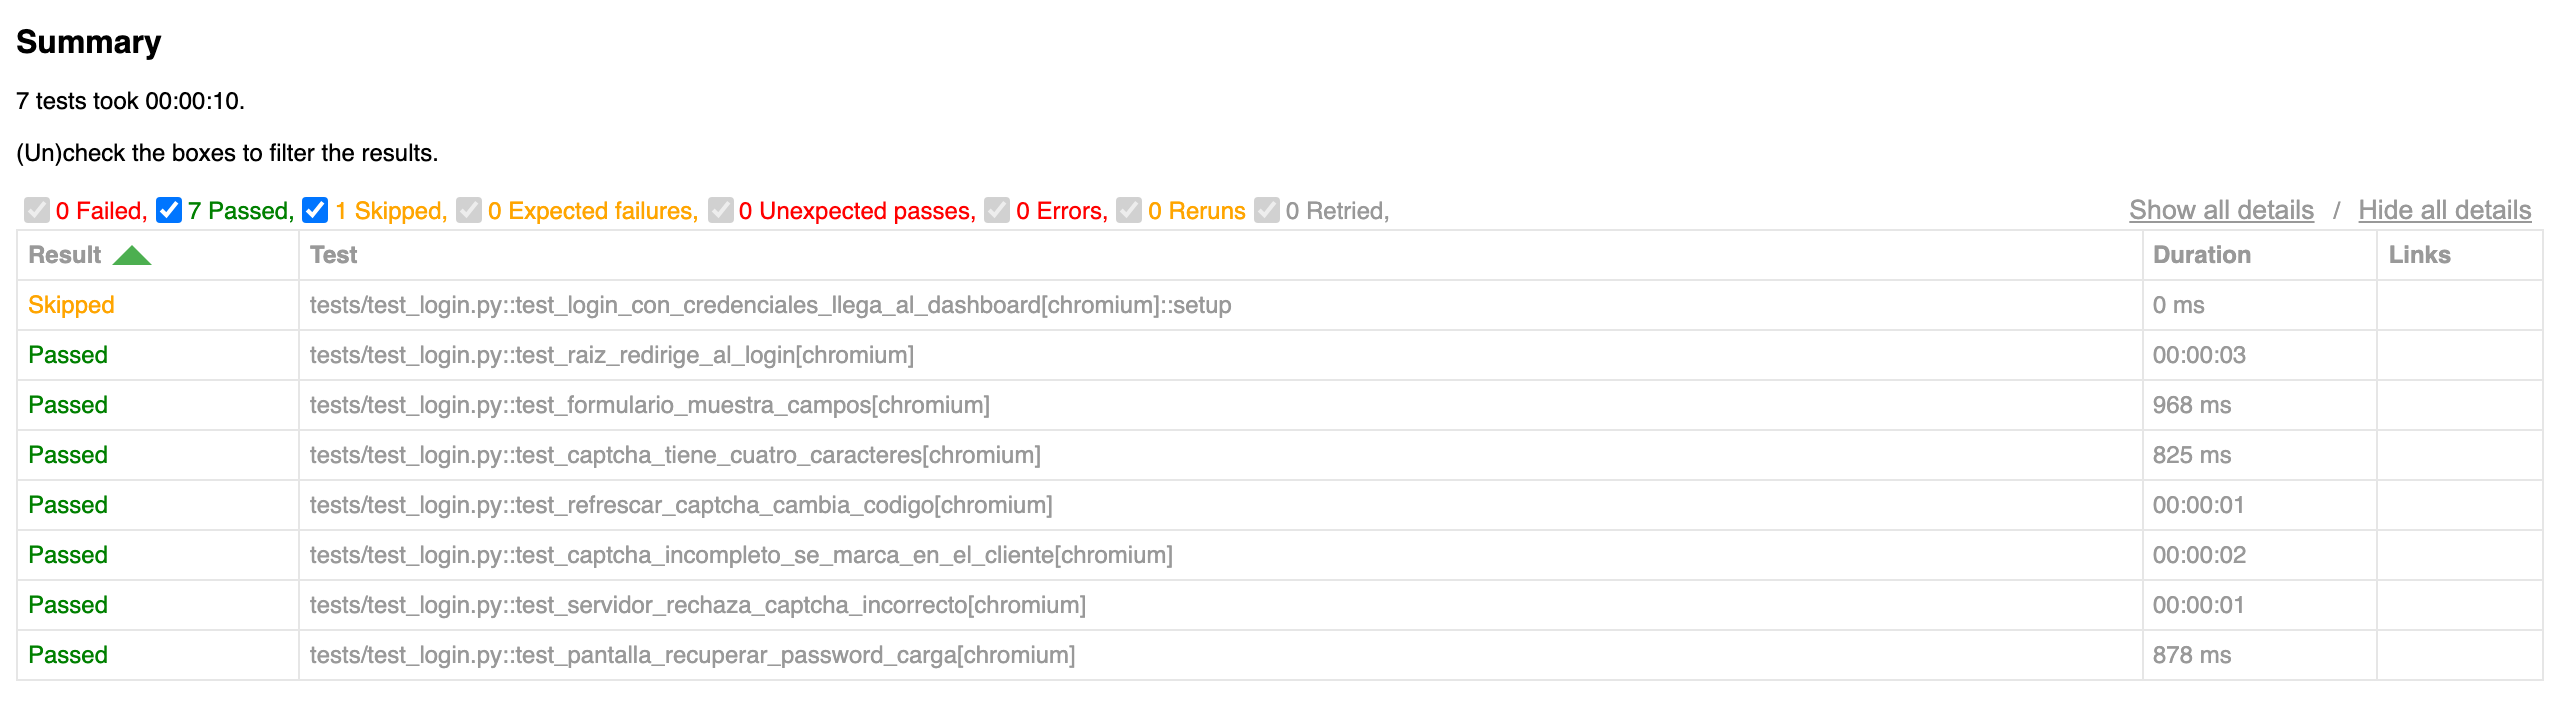 Summary
7 tests took 00:00:10.
(Un)check the boxes to filter the results.
0 Failed, 7 Passed, 1 Skipped, 0 Expected failures, 0 Unexpected passes, 0 Errors, 0 Reruns 0 Retried, Show all details / Hide all details
Result Test Duration Links
Skipped tests/test_login.py::test_login_con_credenciales_llega_al_dashboard[chromium]::setup 0 ms
Passed tests/test_login.py::test_raiz_redirige_al_login[chromium] 00:00:03
Passed tests/test_login.py::test_formulario_muestra_campos[chromium] 968 ms
Passed tests/test_login.py::test_captcha_tiene_cuatro_caracteres[chromium] 825 ms
Passed tests/test_login.py::test_refrescar_captcha_cambia_codigo[chromium] 00:00:01
Passed tests/test_login.py::test_captcha_incompleto_se_marca_en_el_cliente[chromium] 00:00:02
Passed tests/test_login.py::test_servidor_rechaza_captcha_incorrecto[chromium] 00:00:01
Passed tests/test_login.py::test_pantalla_recuperar_password_carga[chromium] 878 ms